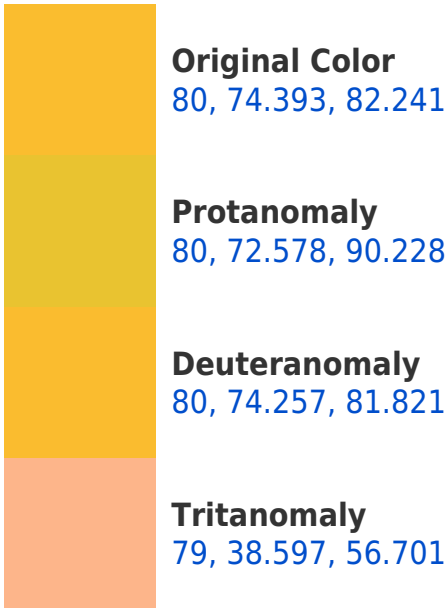 Original Color
80, 74.393, 82.241
Protanomaly
80, 72.578, 90.228
Deuteranomaly
80, 74.257, 81.821
Tritanomaly
79, 38.597, 56.701